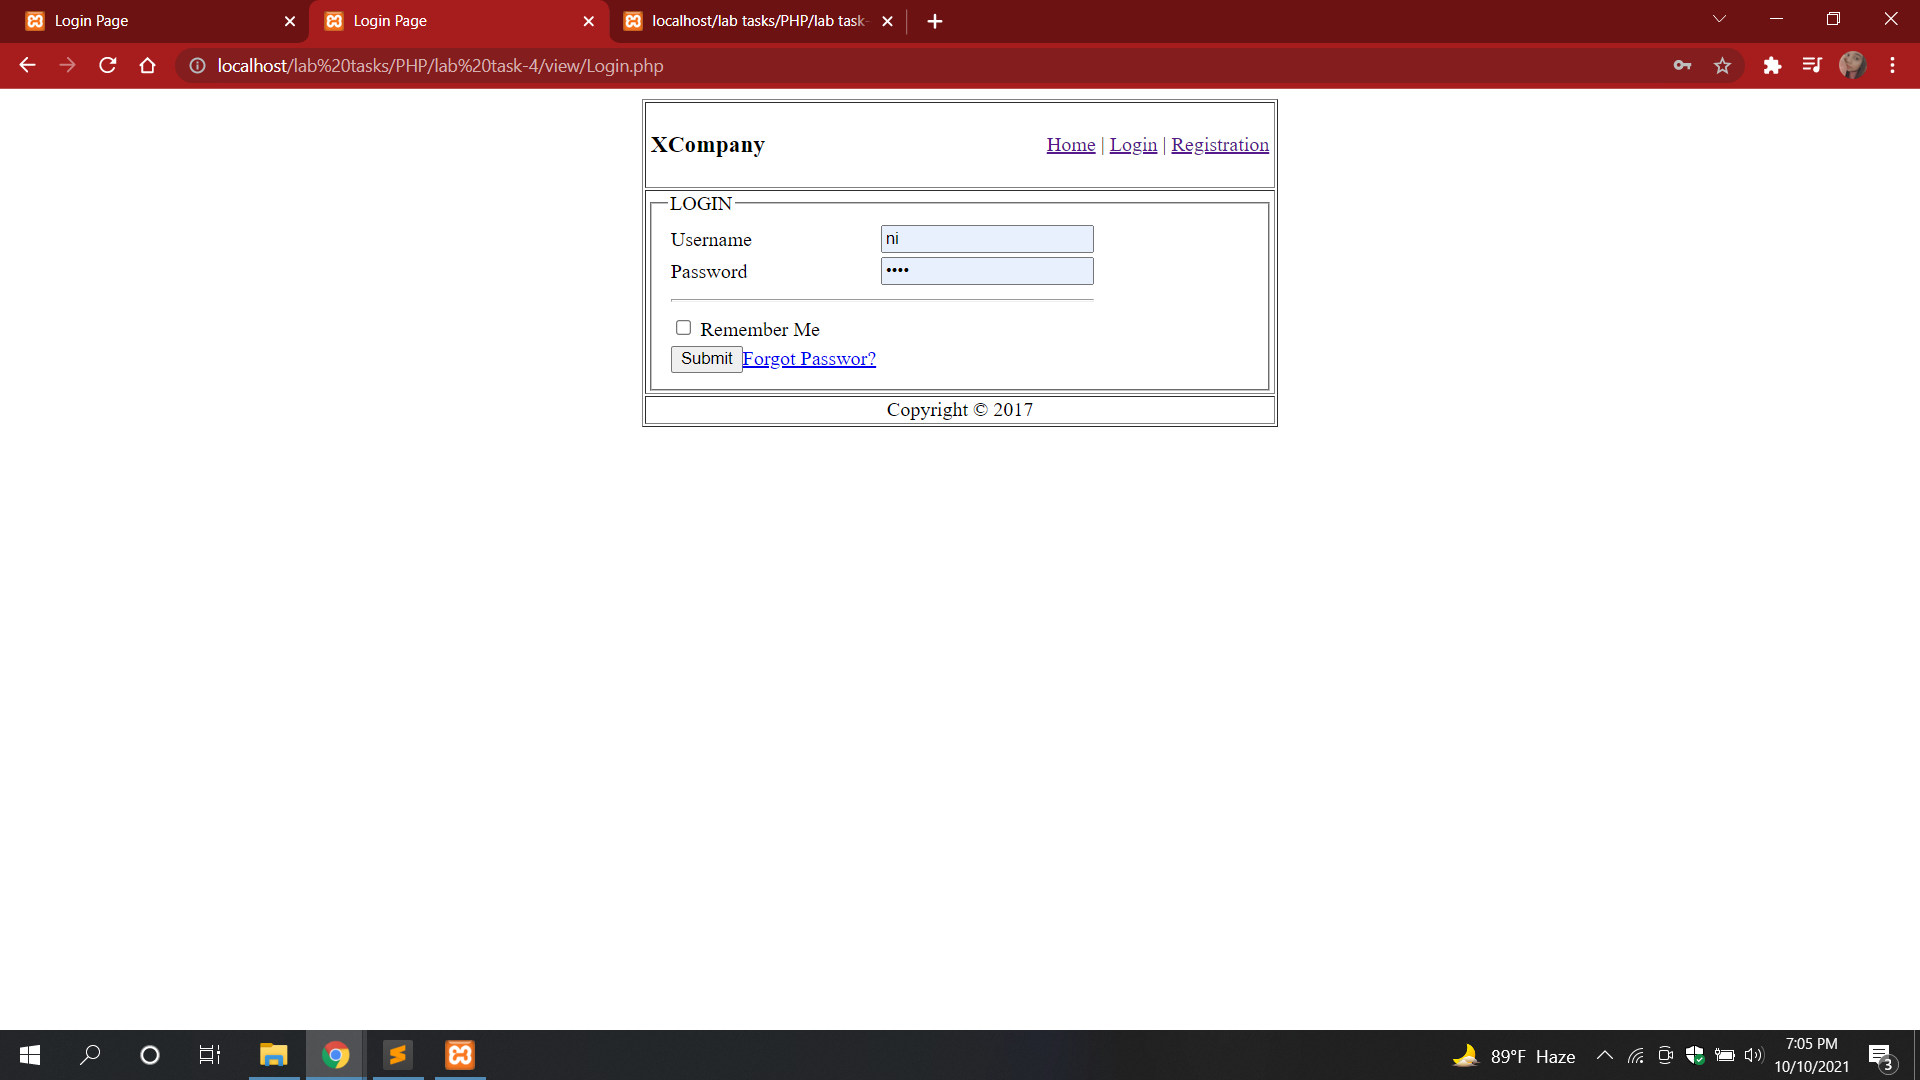 Login Page
Login Page
localhost/lab tasks/PHP/lab task-
localhost/lab%20tasks/PHP/lab%20task-4/view/Login.php
XCompany
Home | Login | Registration
LOGIN
Username ni
Password ••••
Remember Me
Submit Forgot Passwor?
Copyright © 2017
89°F Haze
7:05 PM
10/10/2021
3